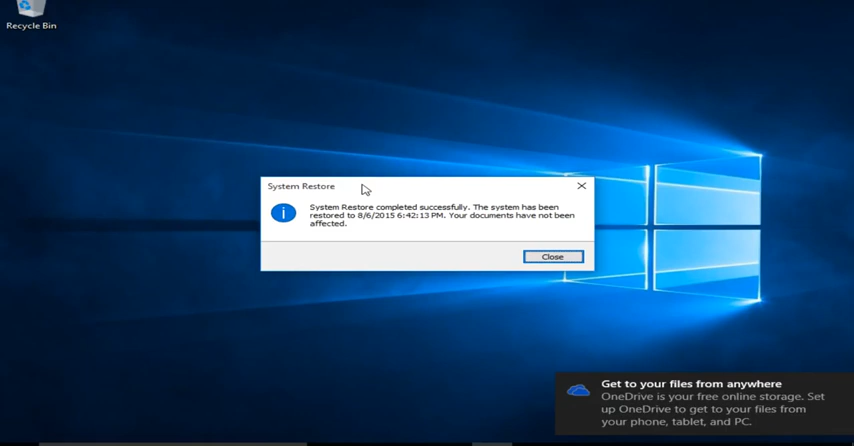 Recycle Bin
System Restore
System Restore completed successfully. The system has been
restored to 8/6/2015 6:42:13 PM. Your documents have not been
affected.
Close
Get to your files from anywhere
OneDrive is your free online storage. Set
up OneDrive to get to your files from
your phone, tablet, and PC.